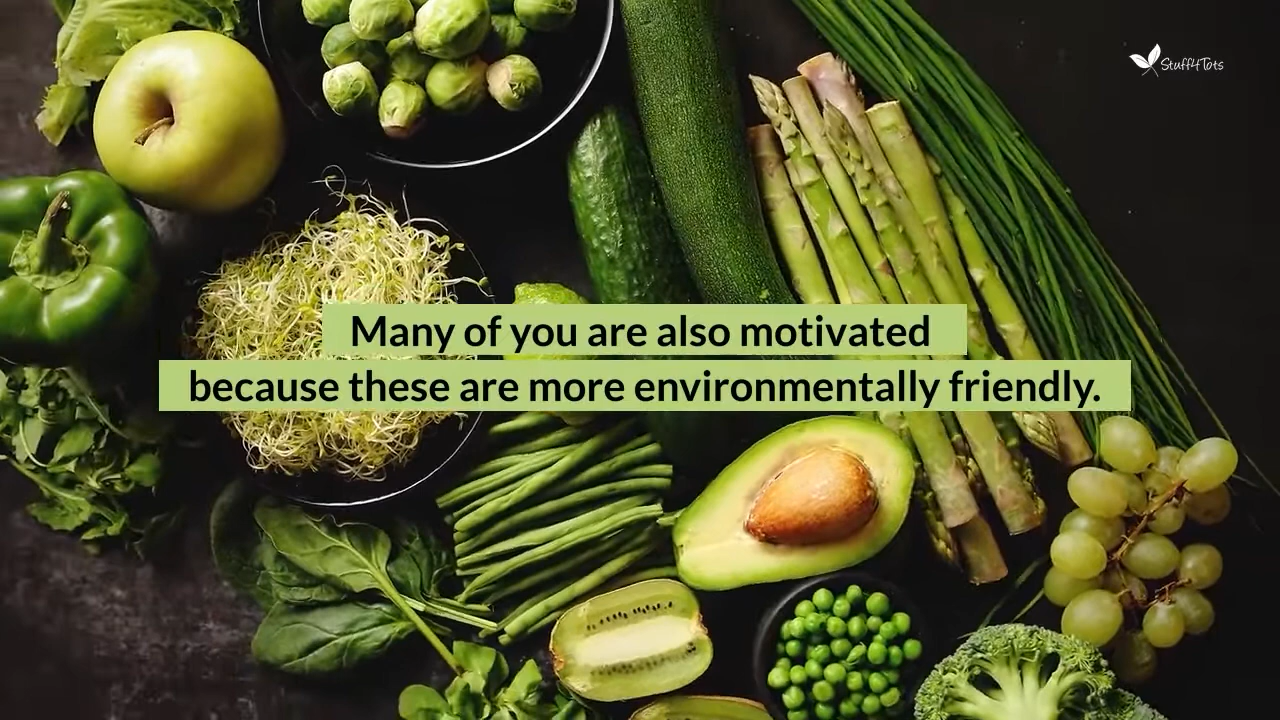 Stuff4Tots
Many of you are also motivated
because these are more environmentally friendly.